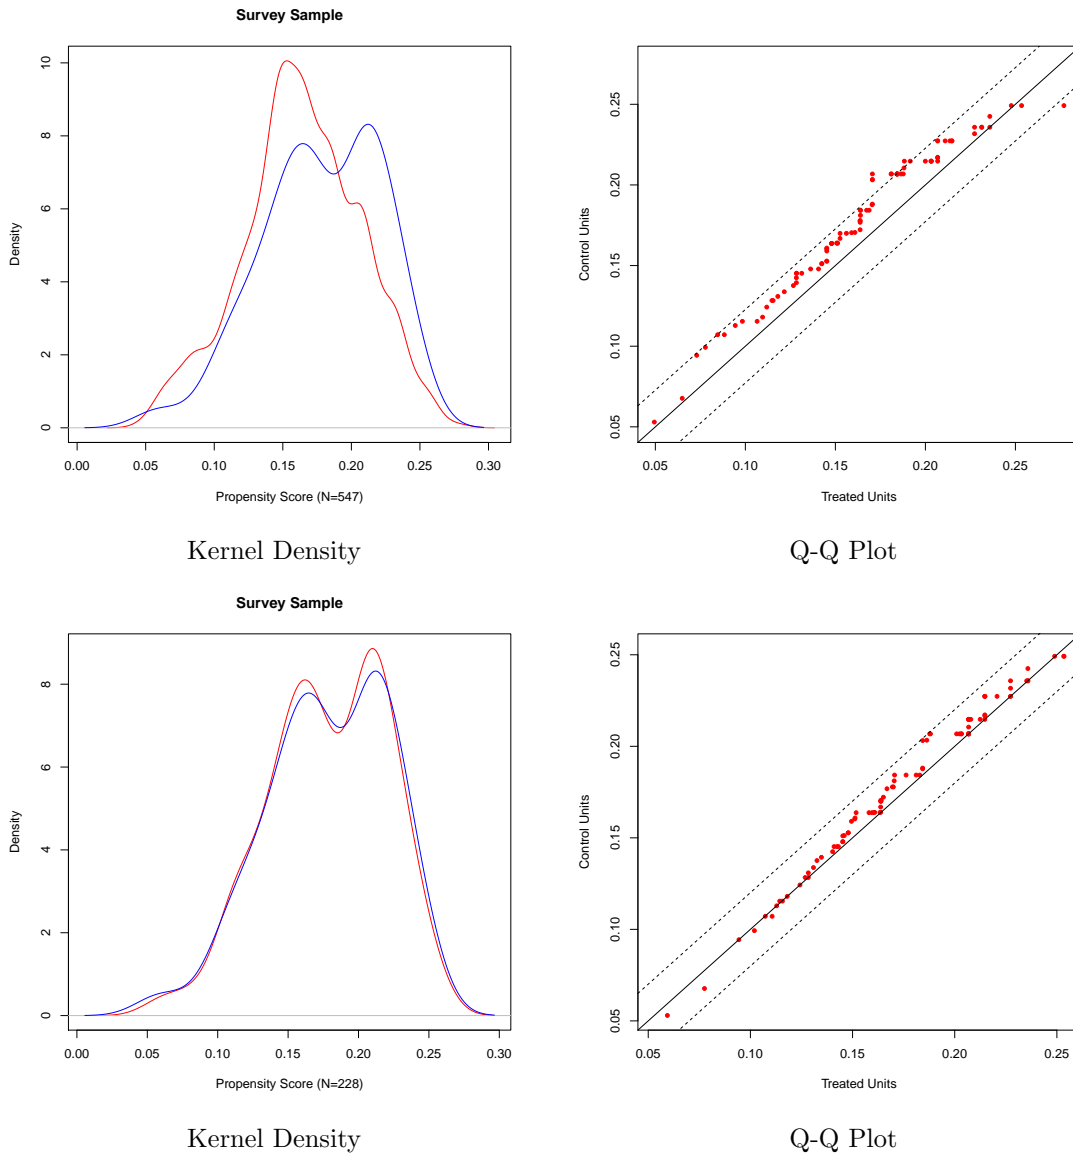 Survey Sample
Density
0 2 4 6 8 10
0.00 0.05 0.10 0.15 0.20 0.25 0.30
Propensity Score (N=547)
Kernel Density
Control Units
0.05 0.10 0.15 0.20 0.25
0.05 0.10 0.15 0.20 0.25
Treated Units
Q-Q Plot
Survey Sample
Density
0 2 4 6 8
0.00 0.05 0.10 0.15 0.20 0.25 0.30
Propensity Score (N=228)
Kernel Density
Control Units
0.05 0.10 0.15 0.20 0.25
0.05 0.10 0.15 0.20 0.25
Treated Units
Q-Q Plot